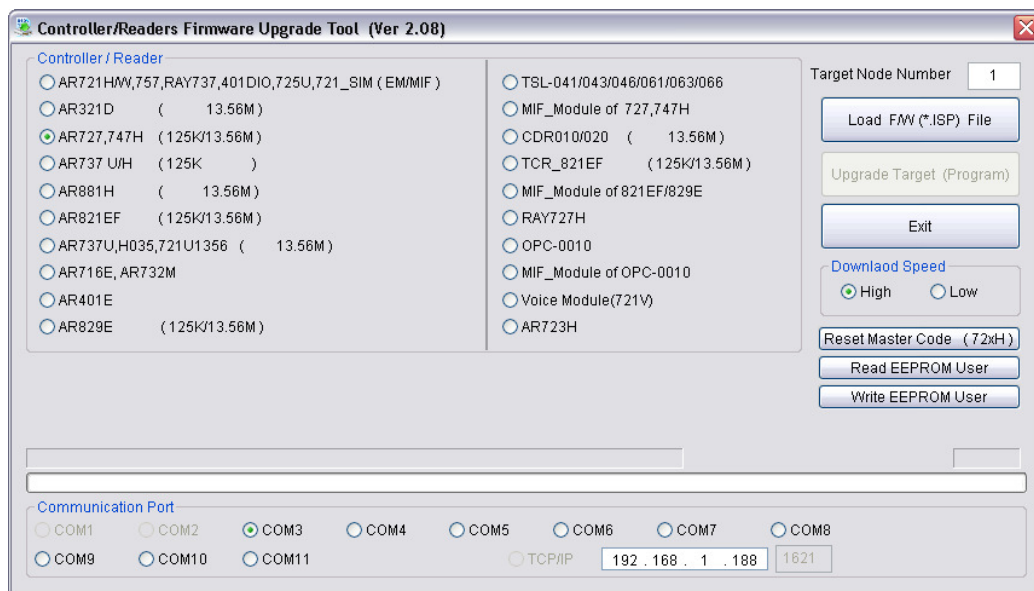 Controller/Readers Firmware Upgrade Tool (Ver 2.08)
Controller / Reader
AR721H/W,757,RAY737,401DIO,725U,721_SIM ( EM/MIF )
AR321D ( 13.56M )
AR727,747H (125K/13.56M )
AR737 U/H (125K )
AR881H ( 13.56M )
AR821EF (125K/13.56M )
AR737U,H035,721U1356 ( 13.56M )
AR716E, AR732M
AR401E
AR829E (125K/13.56M )
TSL-041/043/046/061/063/066
MIF_Module of 727,747H
CDR010/020 ( 13.56M )
TCR_821EF (125K/13.56M )
MIF_Module of 821EF/829E
RAY727H
OPC-0010
MIF_Module of OPC-0010
Voice Module(721V)
AR723H
Target Node Number 1
Load F/W (*.ISP) File
Upgrade Target (Program)
Exit
Downlaod Speed
High Low
Reset Master Code ( 72xH )
Read EEPROM User
Write EEPROM User
Communication Port
COM1 COM2 COM3 COM4 COM5 COM6 COM7 COM8
COM9 COM10 COM11 TCP/IP 192 . 168 . 1 . 188 1621